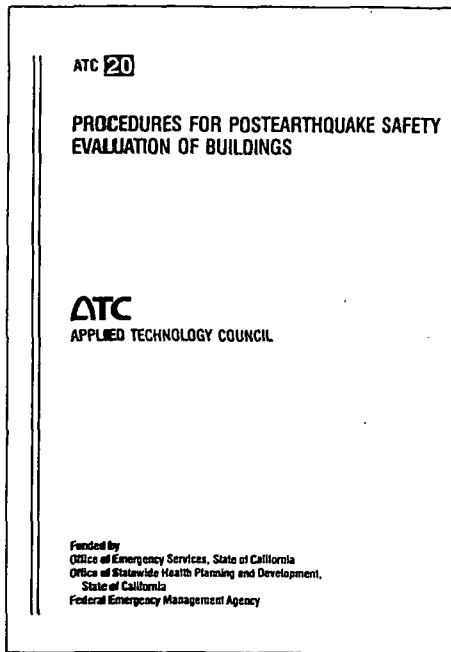 ATC 20
PROCEDURES FOR POSTEARTHQUAKE SAFETY
EVALUATION OF BUILDINGS
ATC
APPLIED TECHNOLOGY COUNCIL
Funded by
Office of Emergency Services, State of California
Office of Statewide Health Planning and Development,
State of California
Federal Emergency Management Agency